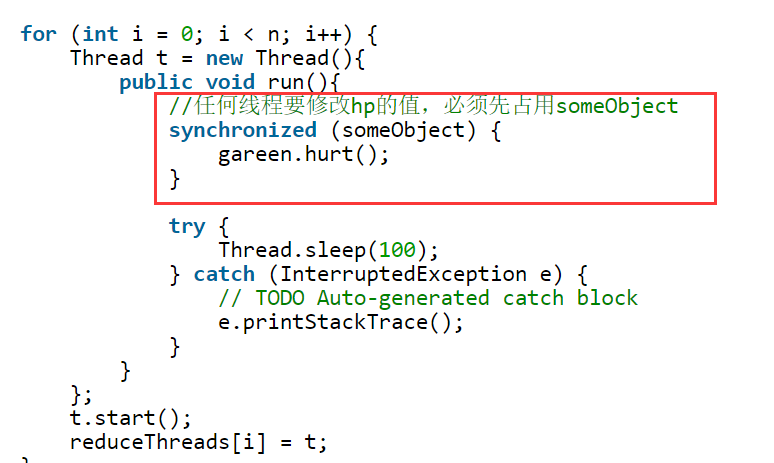 for (int i = 0; i < n; i++) {
    Thread t = new Thread(){
        public void run(){
            //任何线程要修改hp的值，必须先占用someObject
            synchronized (someObject) {
                gareen.hurt();
            }

            try {
                Thread.sleep(100);
            } catch (InterruptedException e) {
                // TODO Auto-generated catch block
                e.printStackTrace();
            }
        }
    };
    t.start();
    reduceThreads[i] = t;
}